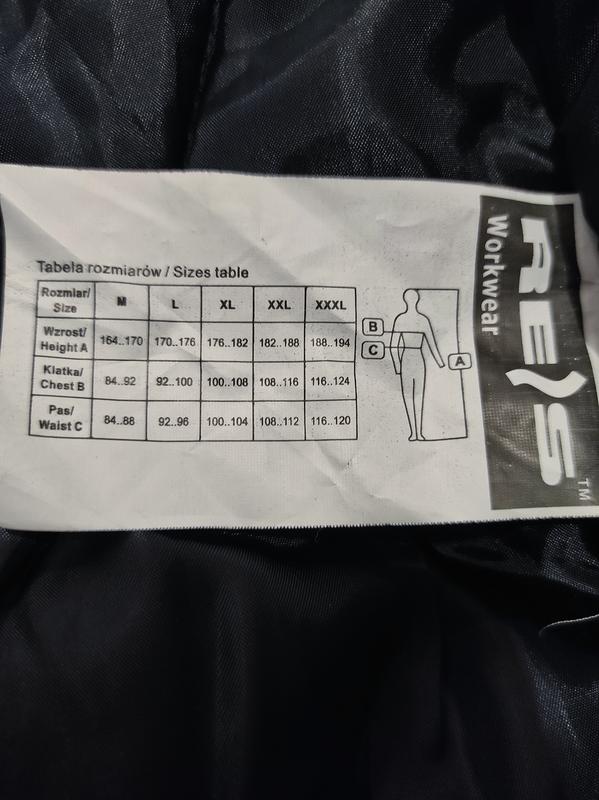 Tabela rozmiarów / Sizes table
Rozmiar/ Size M L XL XXL XXXL
Wzrost/ Height A 164..170 170..176 176..182 182..188 188..194
Klatka/ Chest B 84..92 92..100 100..108 108..116 116..124
Pas/ Waist C 84..88 92..96 100..104 108..112 116..120
B
C
A
REIS TM
Workwear